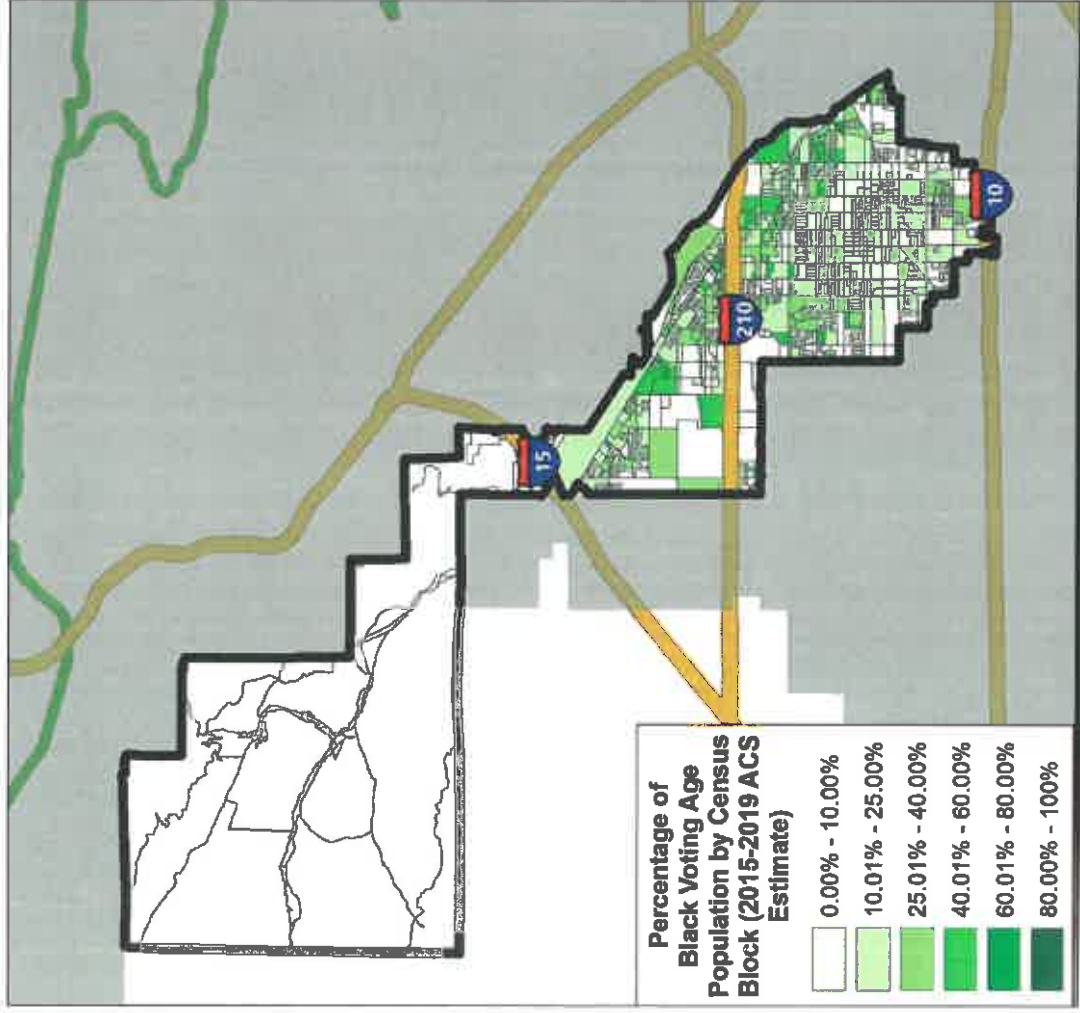 15
210
10
Percentage of
Black Voting Age
Population by Census
Block (2015-2019 ACS
Estimate)
0.00% - 10.00%
10.01% - 25.00%
25.01% - 40.00%
40.01% - 60.00%
60.01% - 80.00%
80.00% - 100%